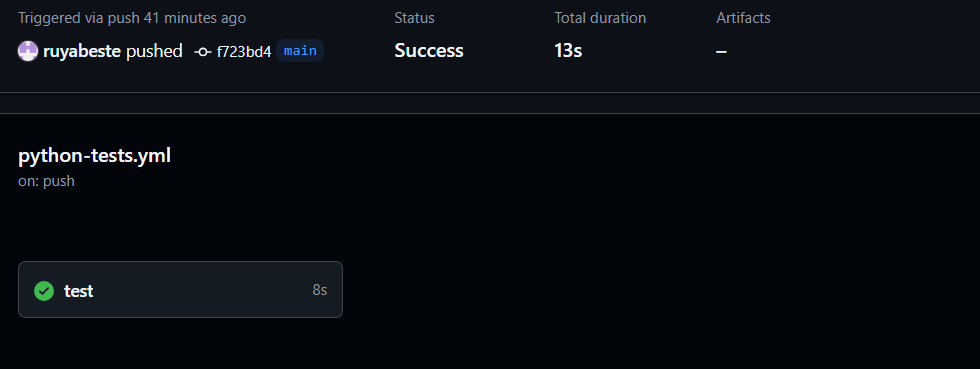 Triggered via push 41 minutes ago
ruyabeste pushed f723bd4 main
Status
Success
Total duration
13s
Artifacts
–
python-tests.yml
on: push
test 8s